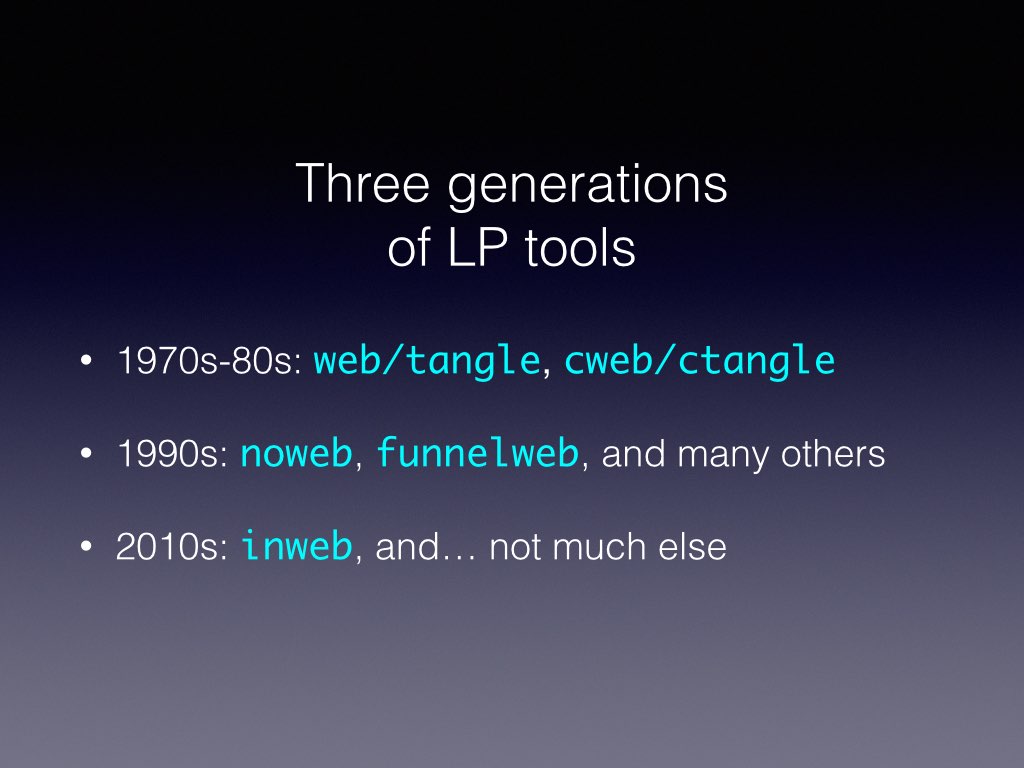 Three generations
of LP tools
• 1970s-80s: web/tangle, cweb/ctangle
• 1990s: noweb, funnelweb, and many others
• 2010s: inweb, and… not much else